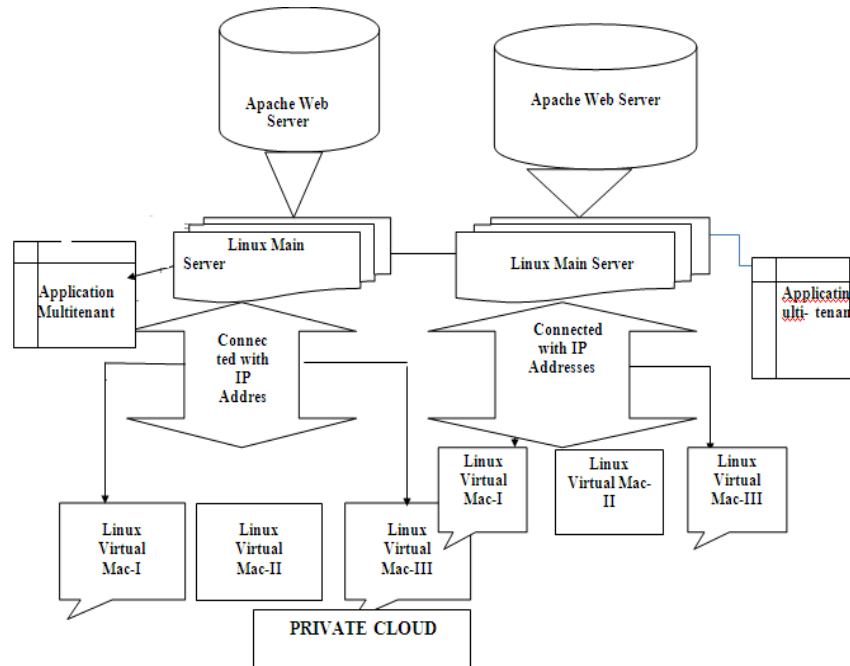 Apache Web
Server
Apache Web Server
Linux Main
Server
Linux Main Server
Application
Multitenant
Applicatin
ulti- tenan
Connec
ted with
IP
Addres
Connected
with IP
Addresses
Linux
Virtual
Mac-I
Linux
Virtual Mac-
II
Linux
Virtual
Mac-III
Linux
Virtual
Mac-I
Linux
Virtual
Mac-II
Linux
Virtual
Mac-III
PRIVATE CLOUD